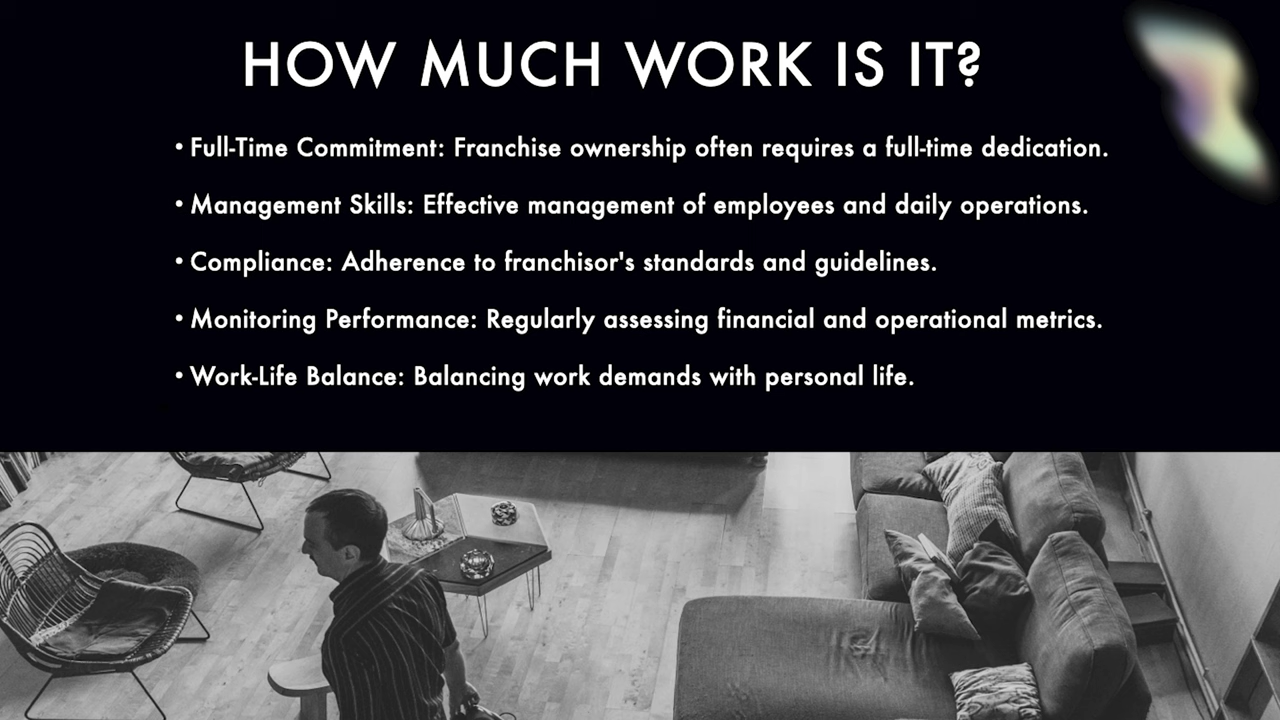 HOW MUCH WORK IS IT?
• Full-Time Commitment: Franchise ownership often requires a full-time dedication.
• Management Skills: Effective management of employees and daily operations.
• Compliance: Adherence to franchisor's standards and guidelines.
• Monitoring Performance: Regularly assessing financial and operational metrics.
• Work-Life Balance: Balancing work demands with personal life.